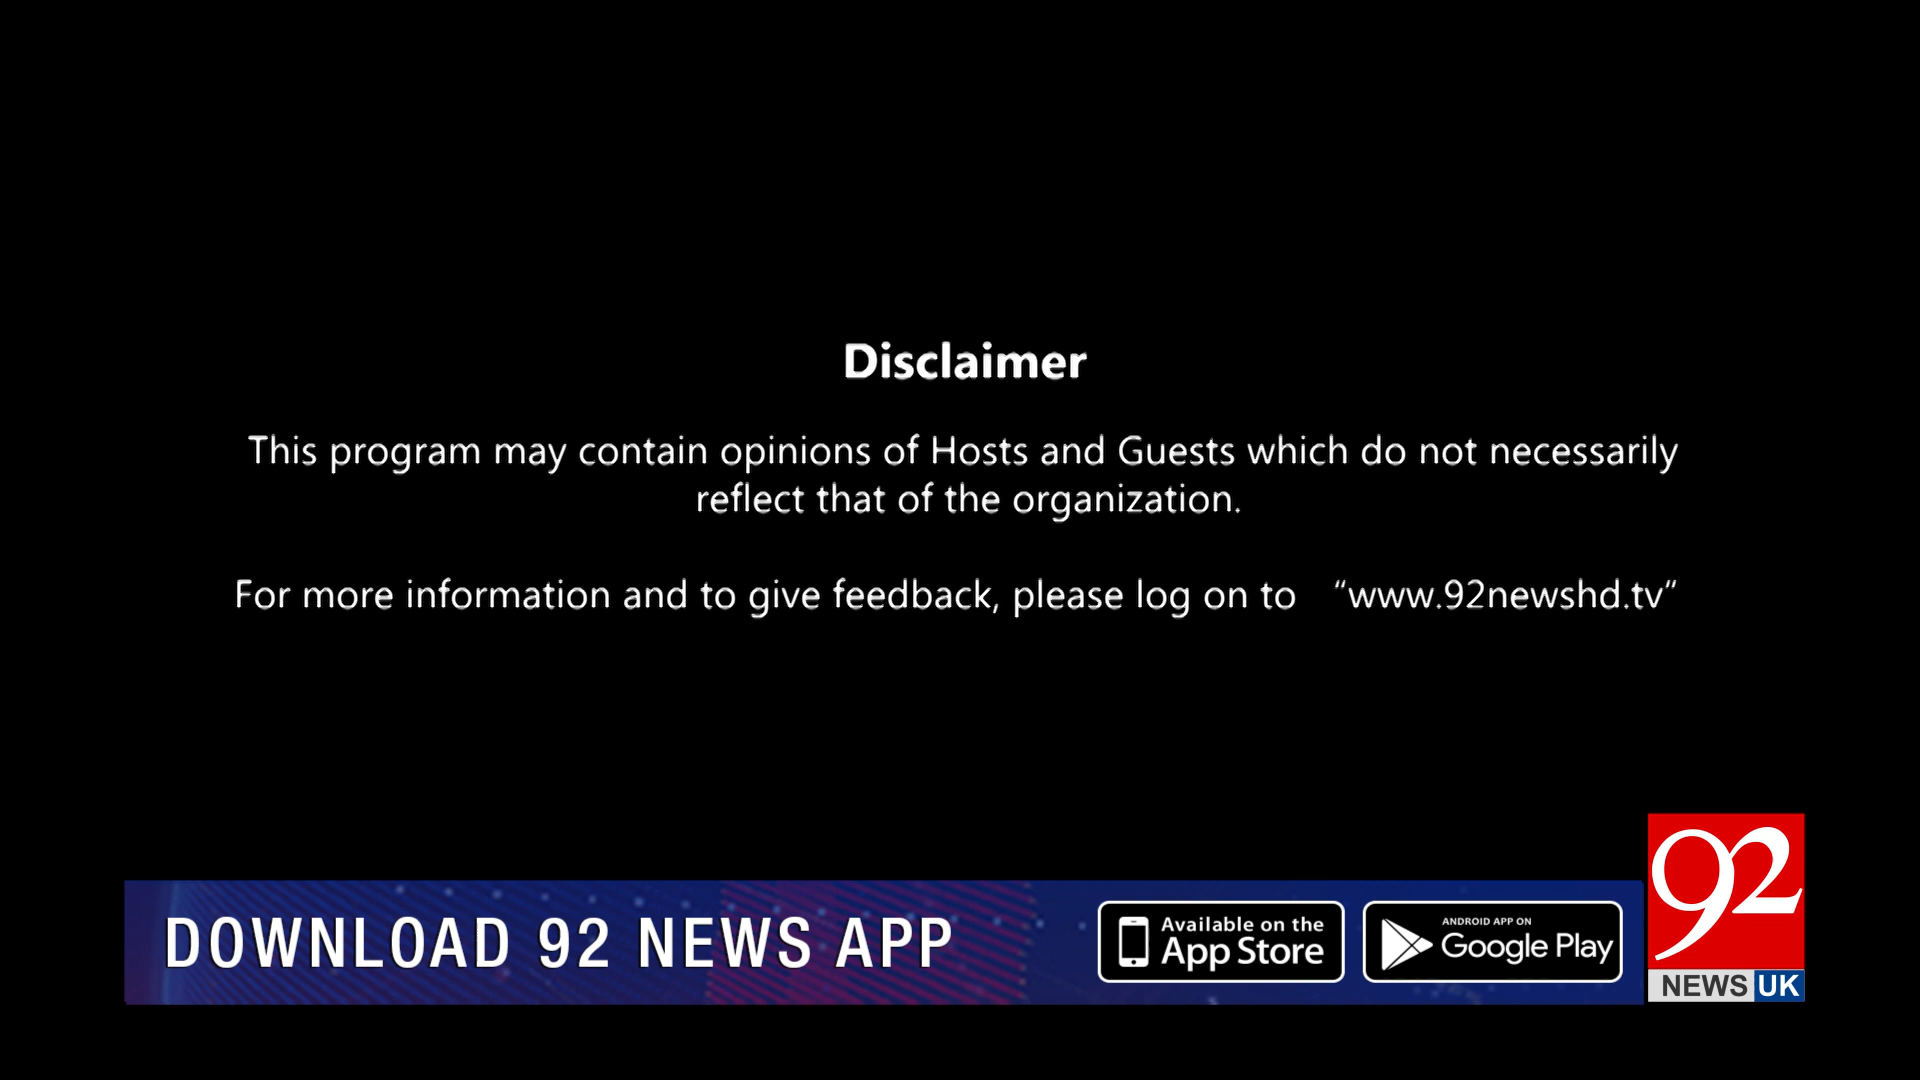 Disclaimer
This program may contain opinions of Hosts and Guests which do not necessarily
reflect that of the organization.
For more information and to give feedback, please log on to “www.92newshd.tv”
DOWNLOAD 92 NEWS APP
Available on the
App Store
ANDROID APP ON
Google Play
92
NEWS UK